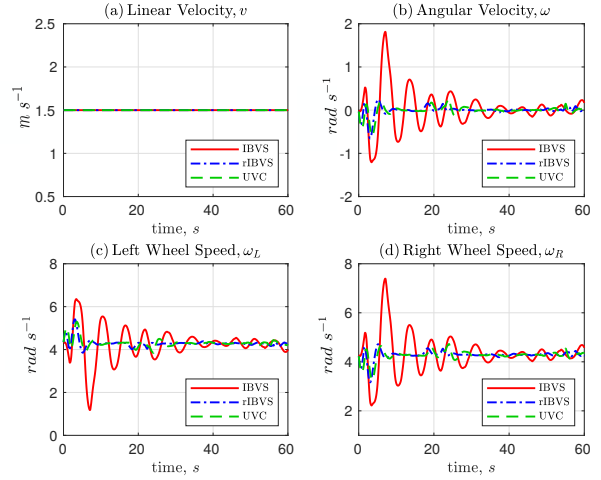 (a) Linear Velocity, v
m s⁻¹
2.5
2
1.5
1
0.5
IBVS
rIBVS
UVC
0 20 40 60
time, s
(b) Angular Velocity, ω
rad s⁻¹
2
1
0
-1
-2
IBVS
rIBVS
UVC
0 20 40 60
time, s
(c) Left Wheel Speed, ω_L
rad s⁻¹
8
6
4
2
0
IBVS
rIBVS
UVC
0 20 40 60
time, s
(d) Right Wheel Speed, ω_R
rad s⁻¹
8
6
4
2
IBVS
rIBVS
UVC
0 20 40 60
time, s